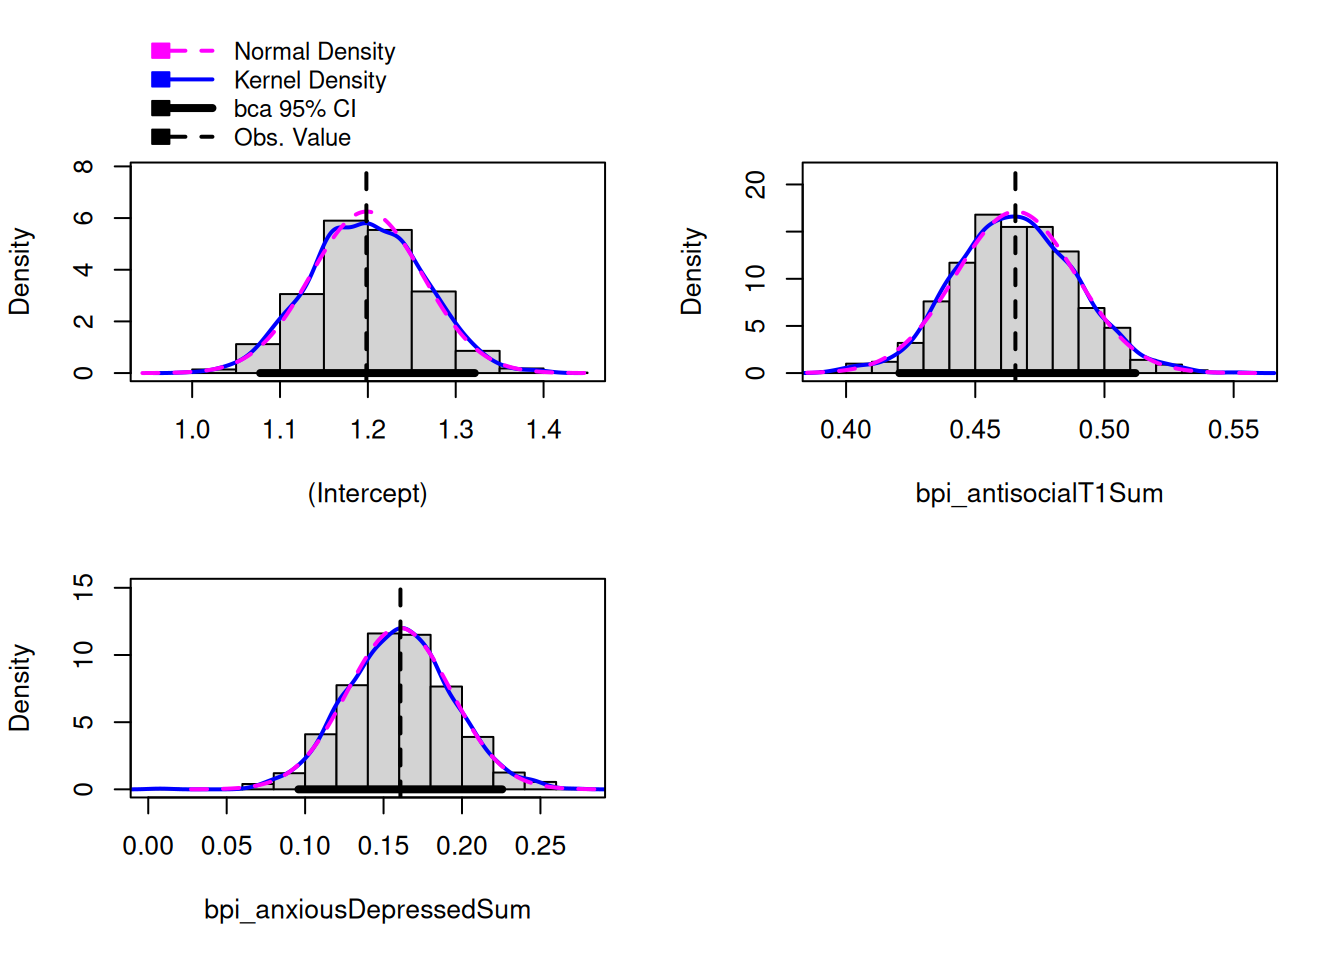 Normal Density
Kernel Density
bca 95% CI
Obs. Value
Density
0 2 4 6 8
1.0 1.1 1.2 1.3 1.4
(Intercept)
Density
0 5 10 20
0.40 0.45 0.50 0.55
bpi_antisocialT1Sum
Density
0 5 10 15
0.00 0.05 0.10 0.15 0.20 0.25
bpi_anxiousDepressedSum